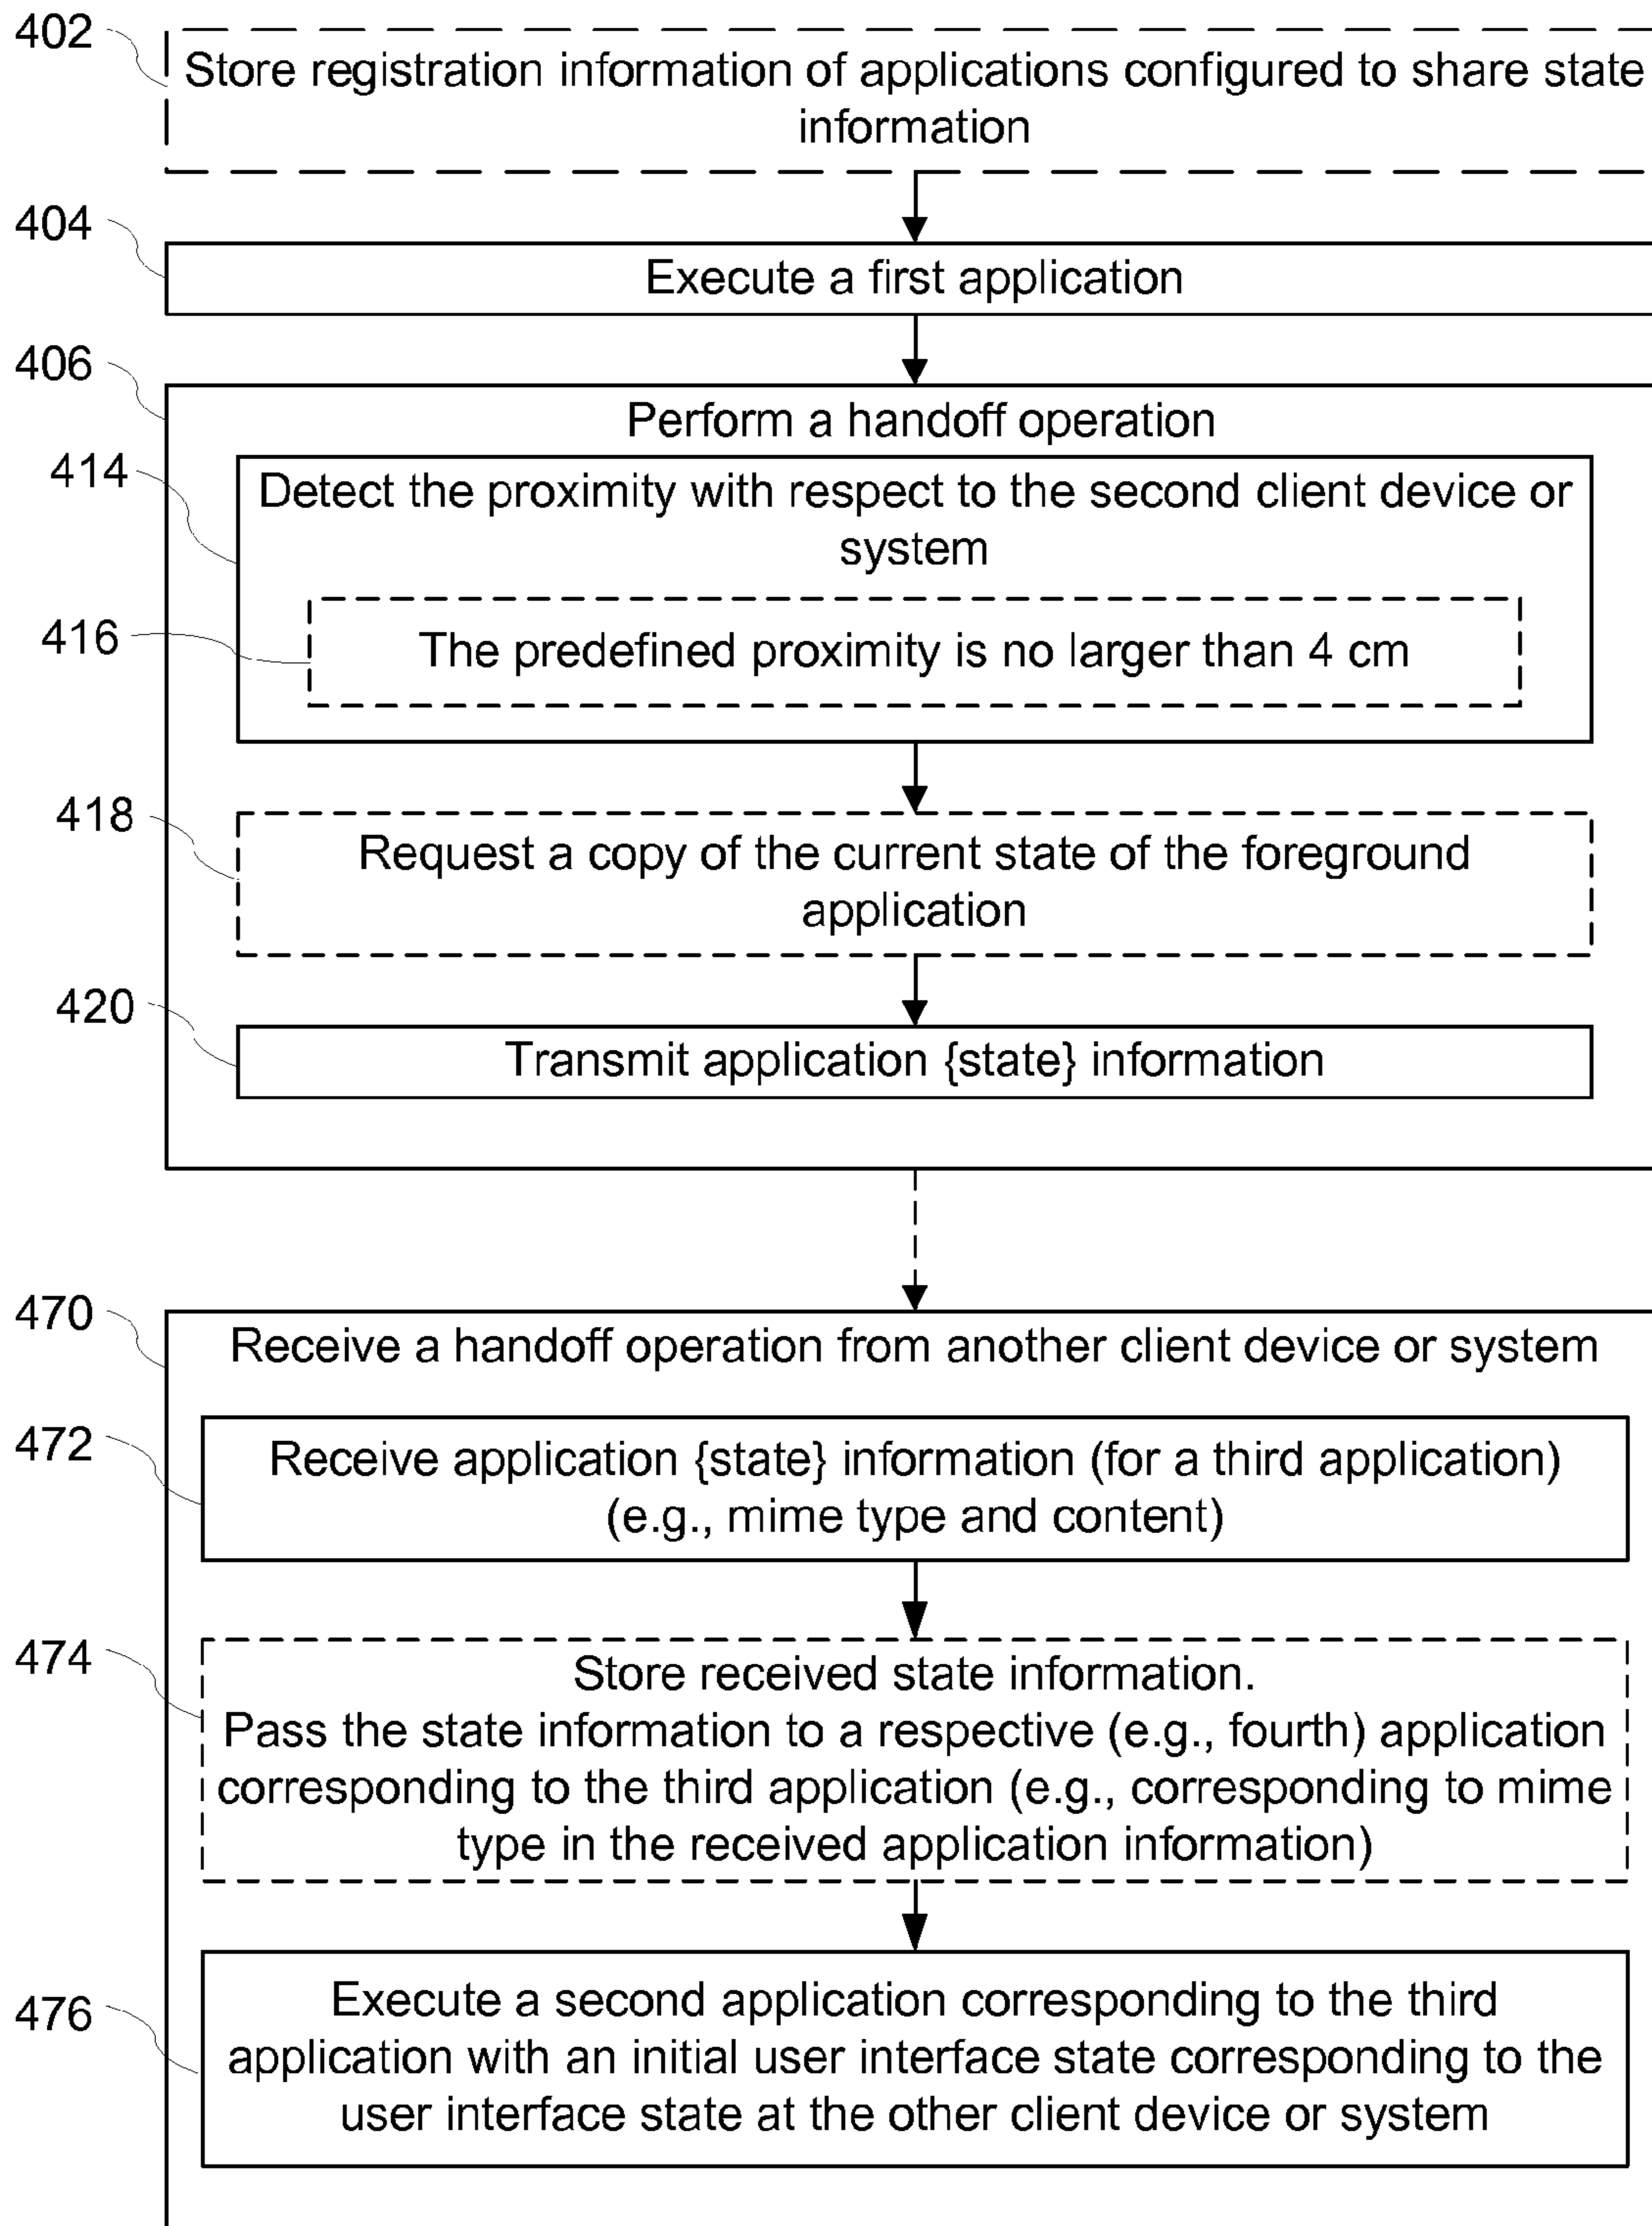 402
Store registration information of applications configured to share state
information
404
Execute a first application
406
Perform a handoff operation
414
Detect the proximity with respect to the second client device or
system
416
The predefined proximity is no larger than 4 cm
418
Request a copy of the current state of the foreground
application
420
Transmit application {state} information
470
Receive a handoff operation from another client device or system
472
Receive application {state} information (for a third application)
(e.g., mime type and content)
474
Store received state information.
Pass the state information to a respective (e.g., fourth) application
corresponding to the third application (e.g., corresponding to mime
type in the received application information)
476
Execute a second application corresponding to the third
application with an initial user interface state corresponding to the
user interface state at the other client device or system